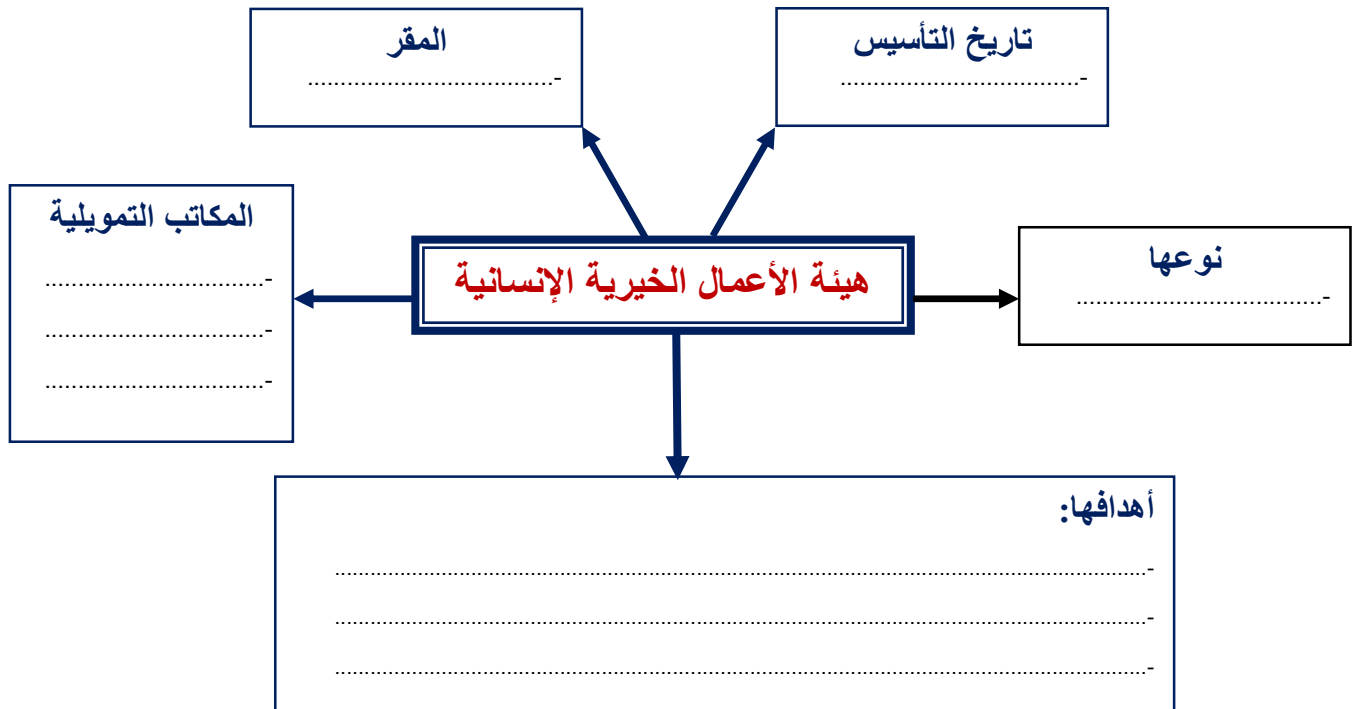 تاريخ التأسيس
-....................................
المقر
-....................................
نوعها
-....................................
هيئة الأعمال الخيرية الإنسانية
المكاتب التمويلية
-.................................
-.................................
-.................................
أهدافها:
-................................................................................................................................
-................................................................................................................................
-................................................................................................................................